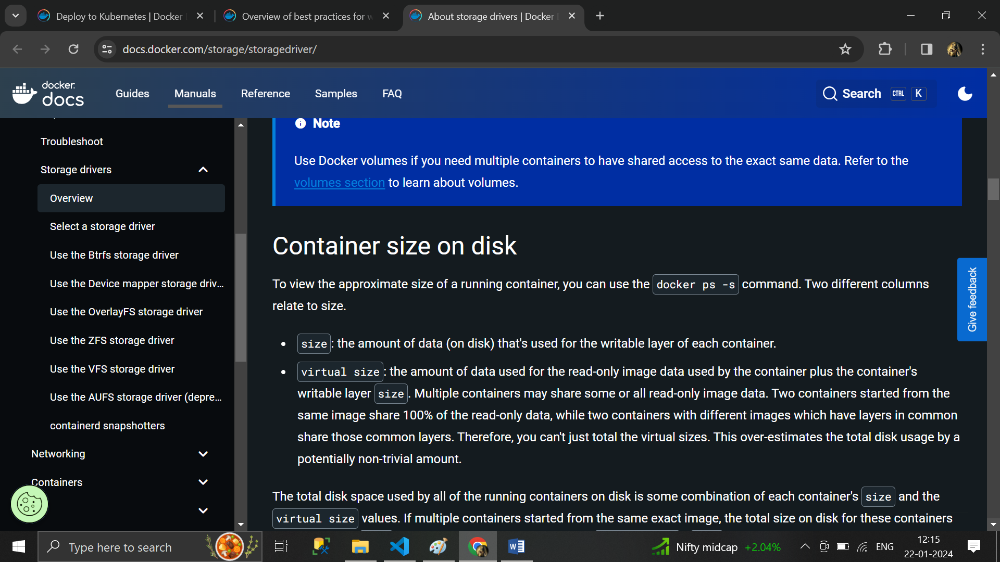 Deploy to Kubernetes | Docker
Overview of best practices for w
About storage drivers | Docker
docs.docker.com/storage/storagedriver/
docker
docs
Guides
Manuals
Reference
Samples
FAQ
Search
CTRL
K
Troubleshoot
Storage drivers
Overview
Select a storage driver
Use the Btrfs storage driver
Use the Device mapper storage driv...
Use the OverlayFS storage driver
Use the ZFS storage driver
Use the VFS storage driver
Use the AUFS storage driver (depre...
containerd snapshotters
Networking
Containers
Note
Use Docker volumes if you need multiple containers to have shared access to the exact same data. Refer to the
volumes section to learn about volumes.
Container size on disk
To view the approximate size of a running container, you can use the docker ps -s command. Two different columns
relate to size.
• size: the amount of data (on disk) that's used for the writable layer of each container.
• virtual size: the amount of data used for the read-only image data used by the container plus the container's
writable layer size. Multiple containers may share some or all read-only image data. Two containers started from the
same image share 100% of the read-only data, while two containers with different images which have layers in common
share those common layers. Therefore, you can't just total the virtual sizes. This over-estimates the total disk usage by a
potentially non-trivial amount.
The total disk space used by all of the running containers on disk is some combination of each container's size and the
virtual size values. If multiple containers started from the same exact image, the total size on disk for these containers
Give feedback
Type here to search
Nifty midcap +2.04%
ENG
12:15
22-01-2024